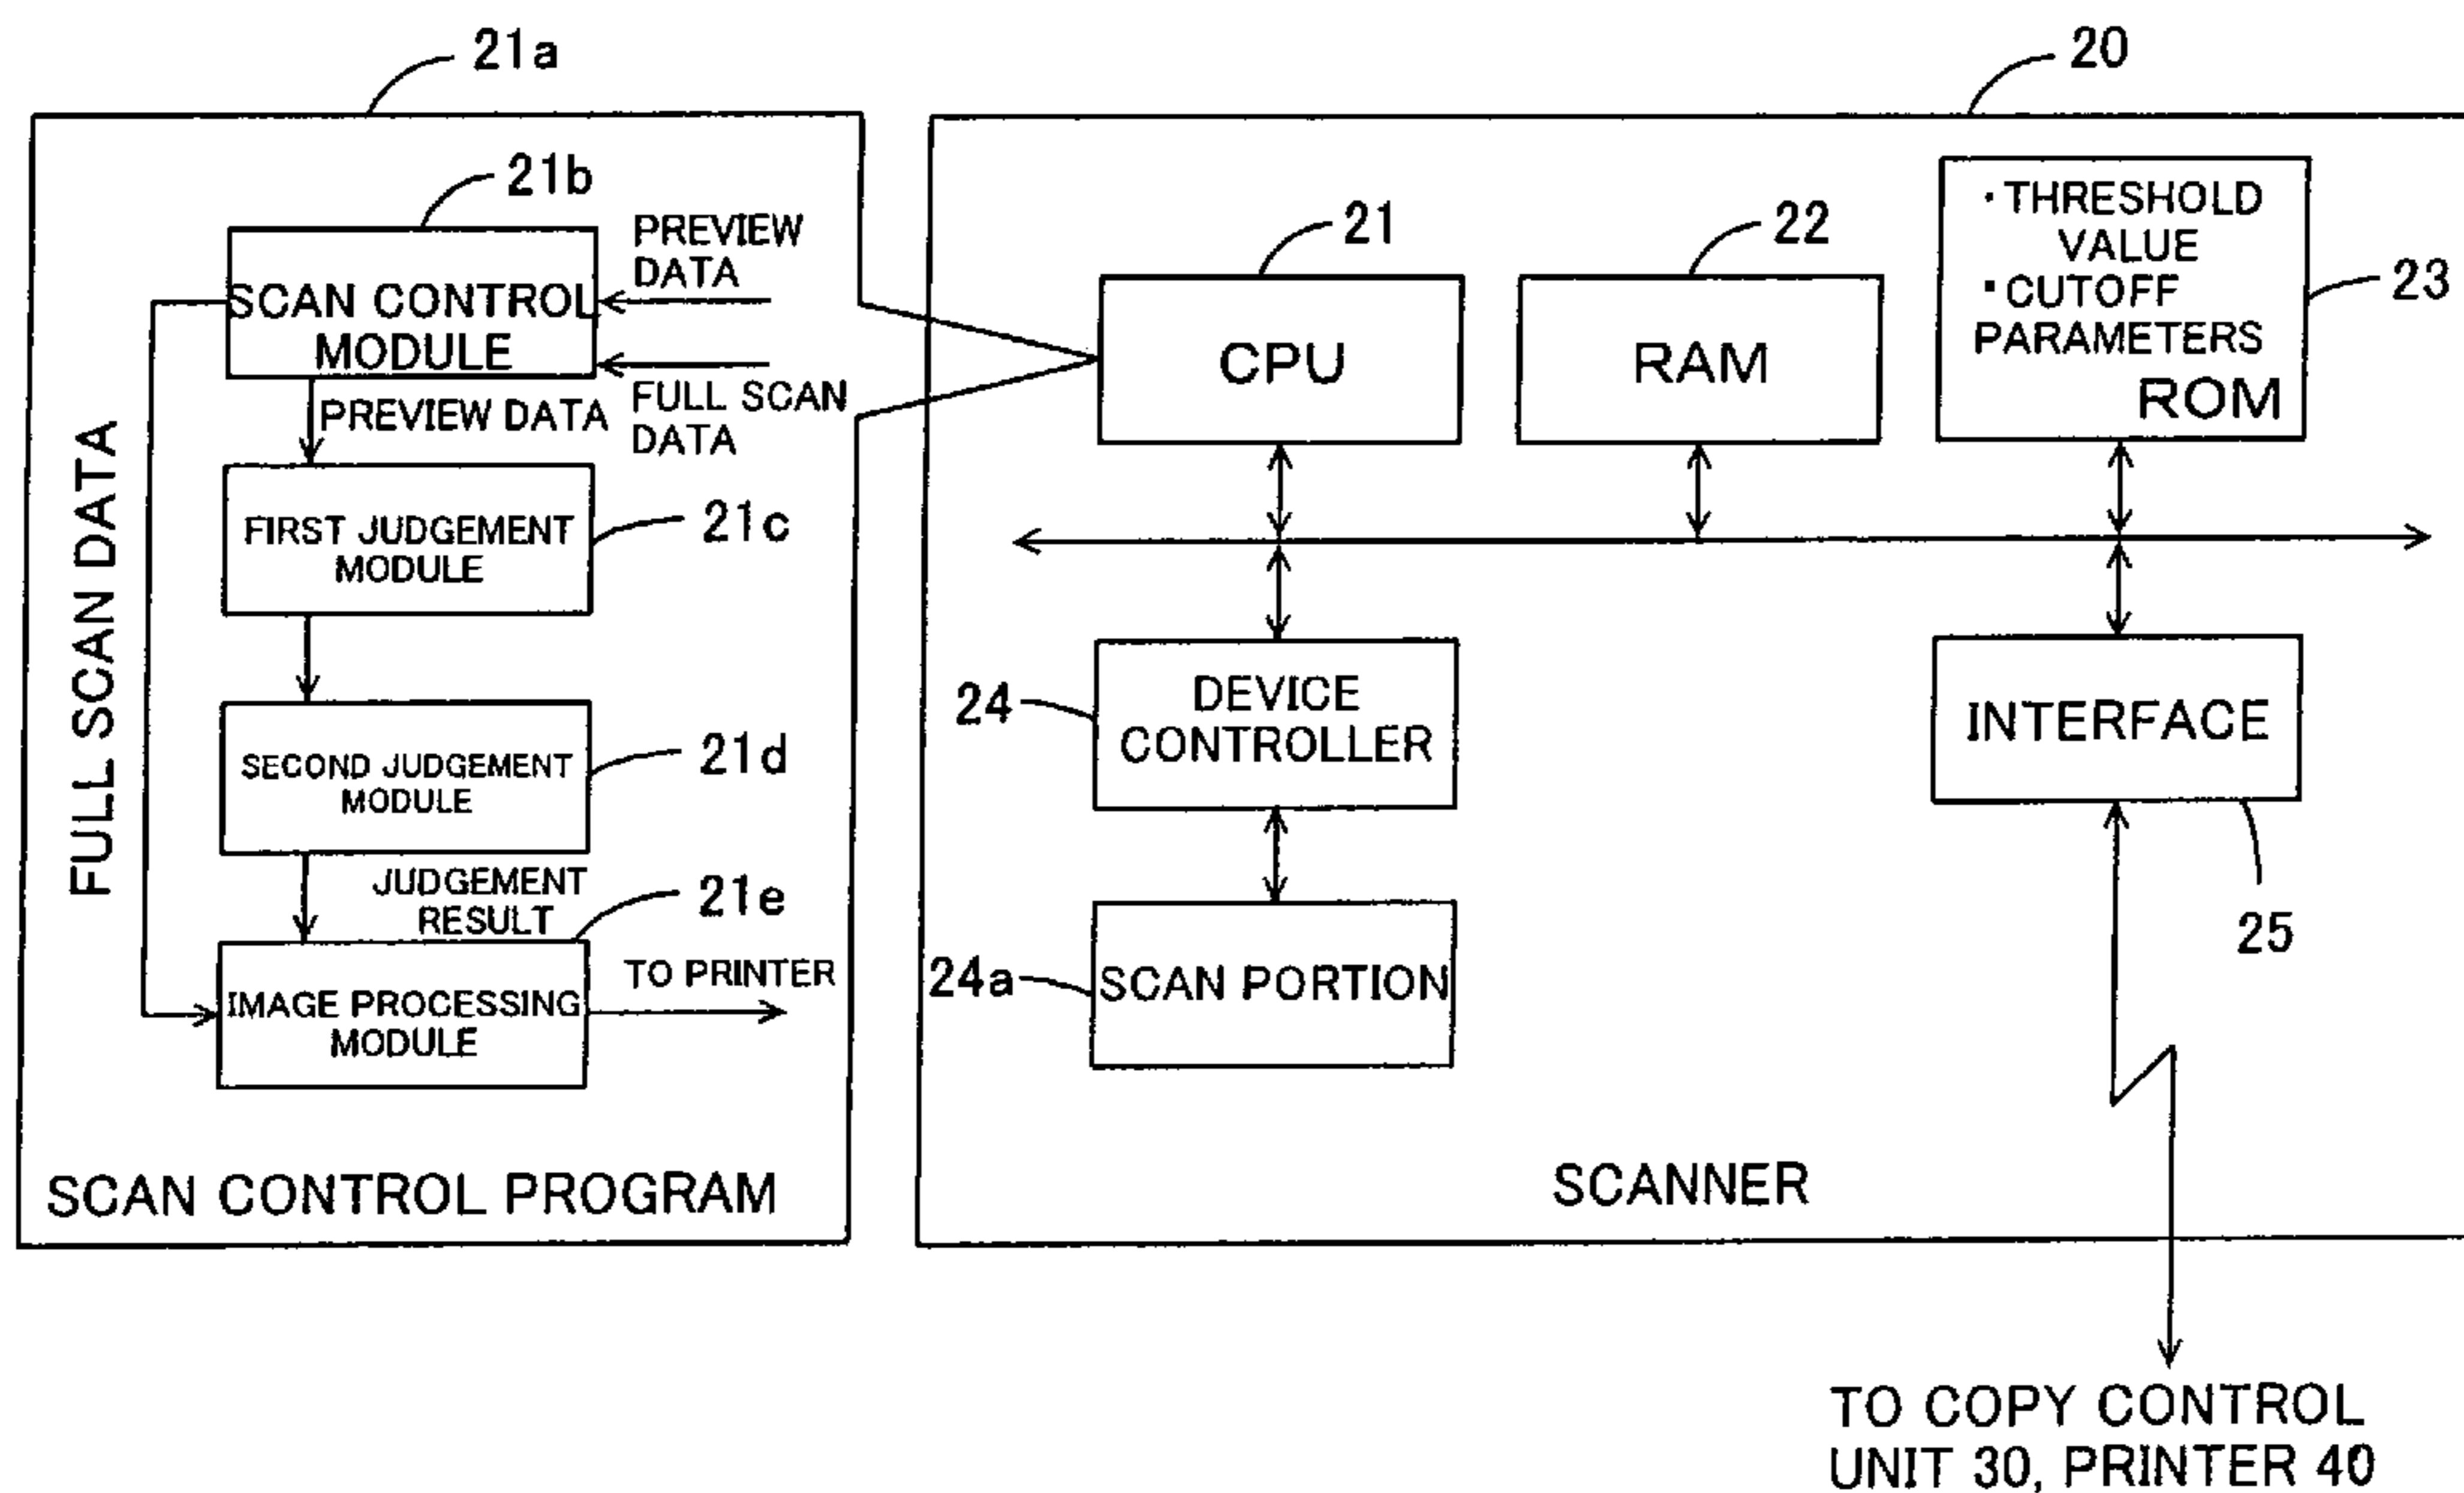 21a
20
21b
PREVIEW
DATA
SCAN CONTROL
MODULE
PREVIEW DATA
FULL SCAN
DATA
FULL SCAN DATA
FIRST JUDGEMENT
MODULE
21c
SECOND JUDGEMENT
MODULE
21d
JUDGEMENT
RESULT
21e
IMAGE PROCESSING
MODULE
TO PRINTER
SCAN CONTROL PROGRAM
21
CPU
22
RAM
・THRESHOLD
VALUE
・CUTOFF
PARAMETERS
ROM
23
24
DEVICE
CONTROLLER
INTERFACE
25
24a
SCAN PORTION
SCANNER
TO COPY CONTROL
UNIT 30, PRINTER 40